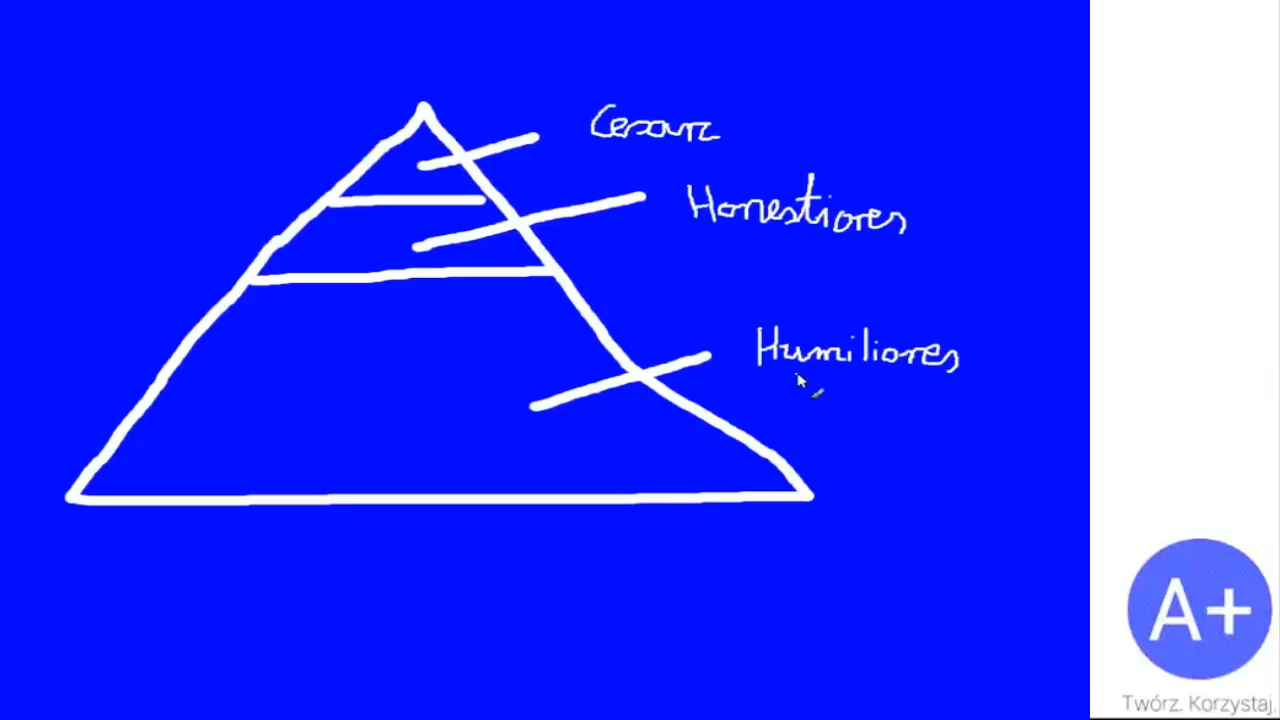 Cesarz
Honestiores
Humiliores
A+
Twórz. Korzystaj.